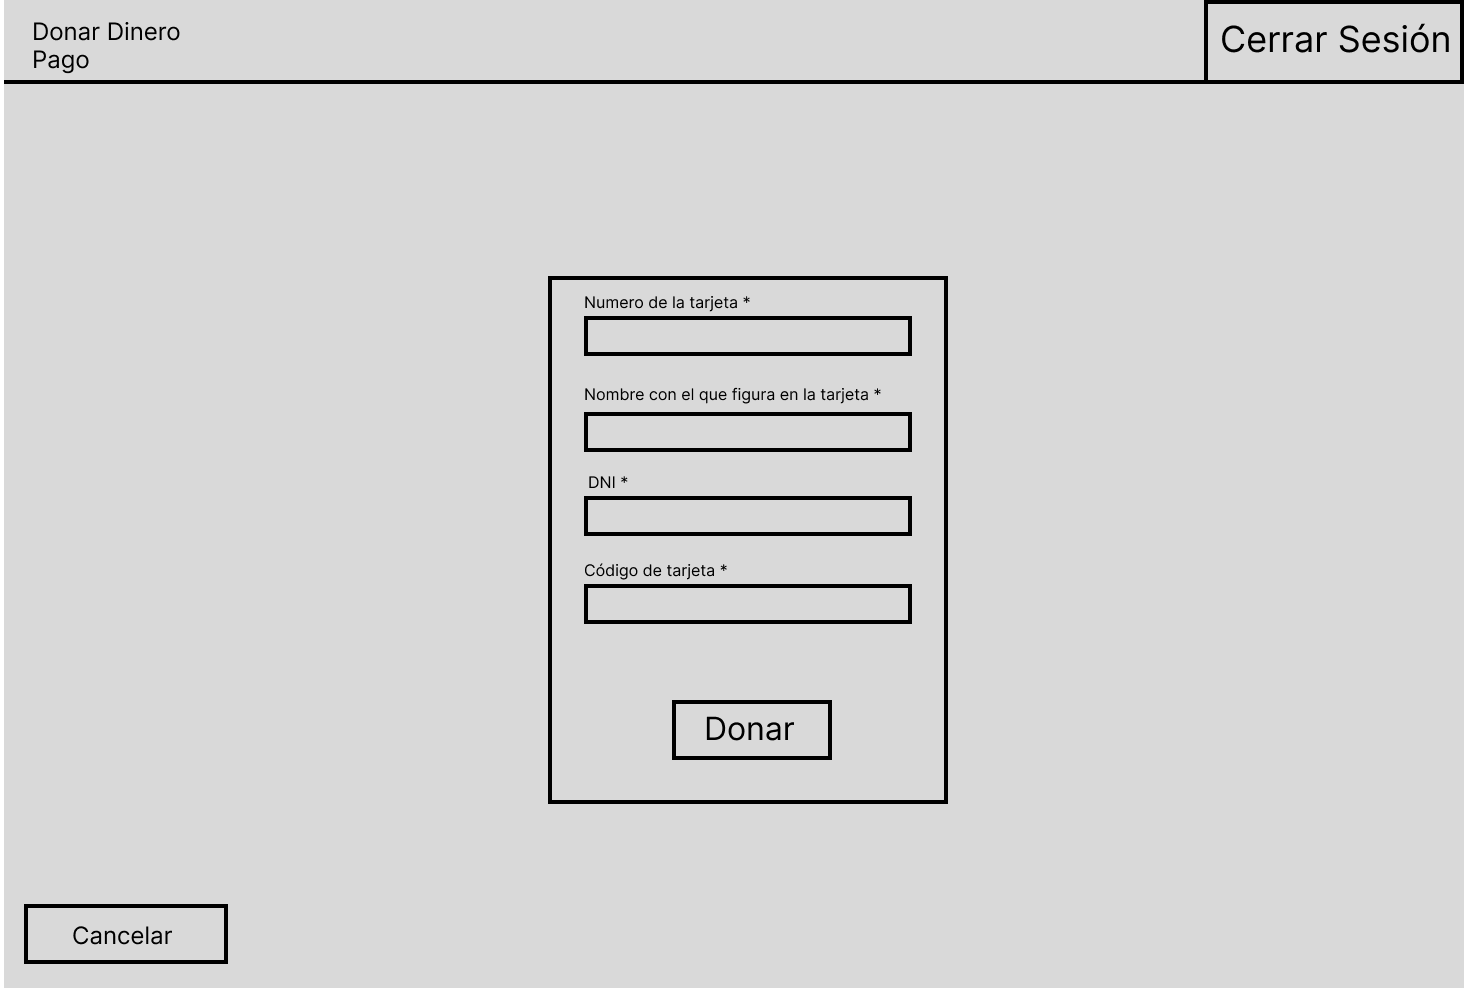 Donar Dinero
Pago
Cerrar Sesión
Numero de la tarjeta *
Nombre con el que figura en la tarjeta *
DNI *
Código de tarjeta *
Donar
Cancelar